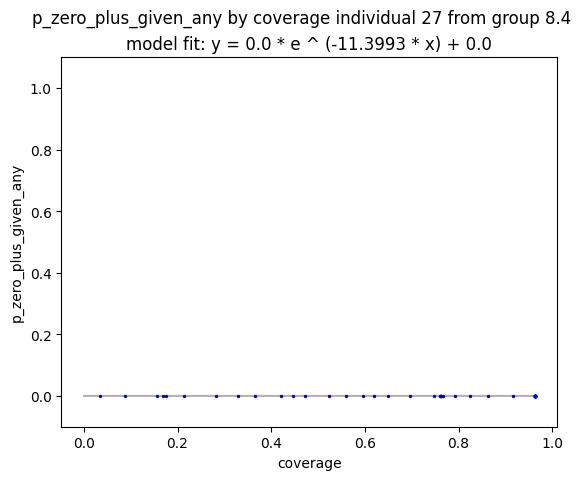 p_zero_plus_given_any by coverage individual 27 from group 8.4
model fit: y = 0.0 * e ^ (-11.3993 * x) + 0.0
1.0
0.8
0.6
0.4
0.2
0.0
p_zero_plus_given_any
0.0 0.2 0.4 0.6 0.8 1.0
coverage